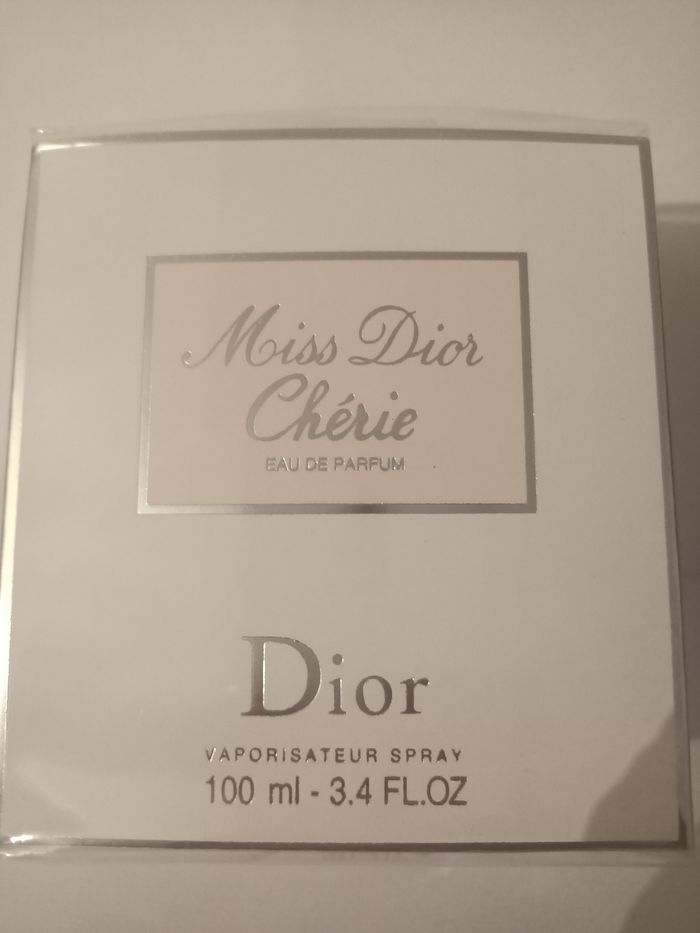 Miss Dior
Chérie
EAU DE PARFUM
Dior
VAPORISATEUR SPRAY
100 ml - 3.4 FL.OZ